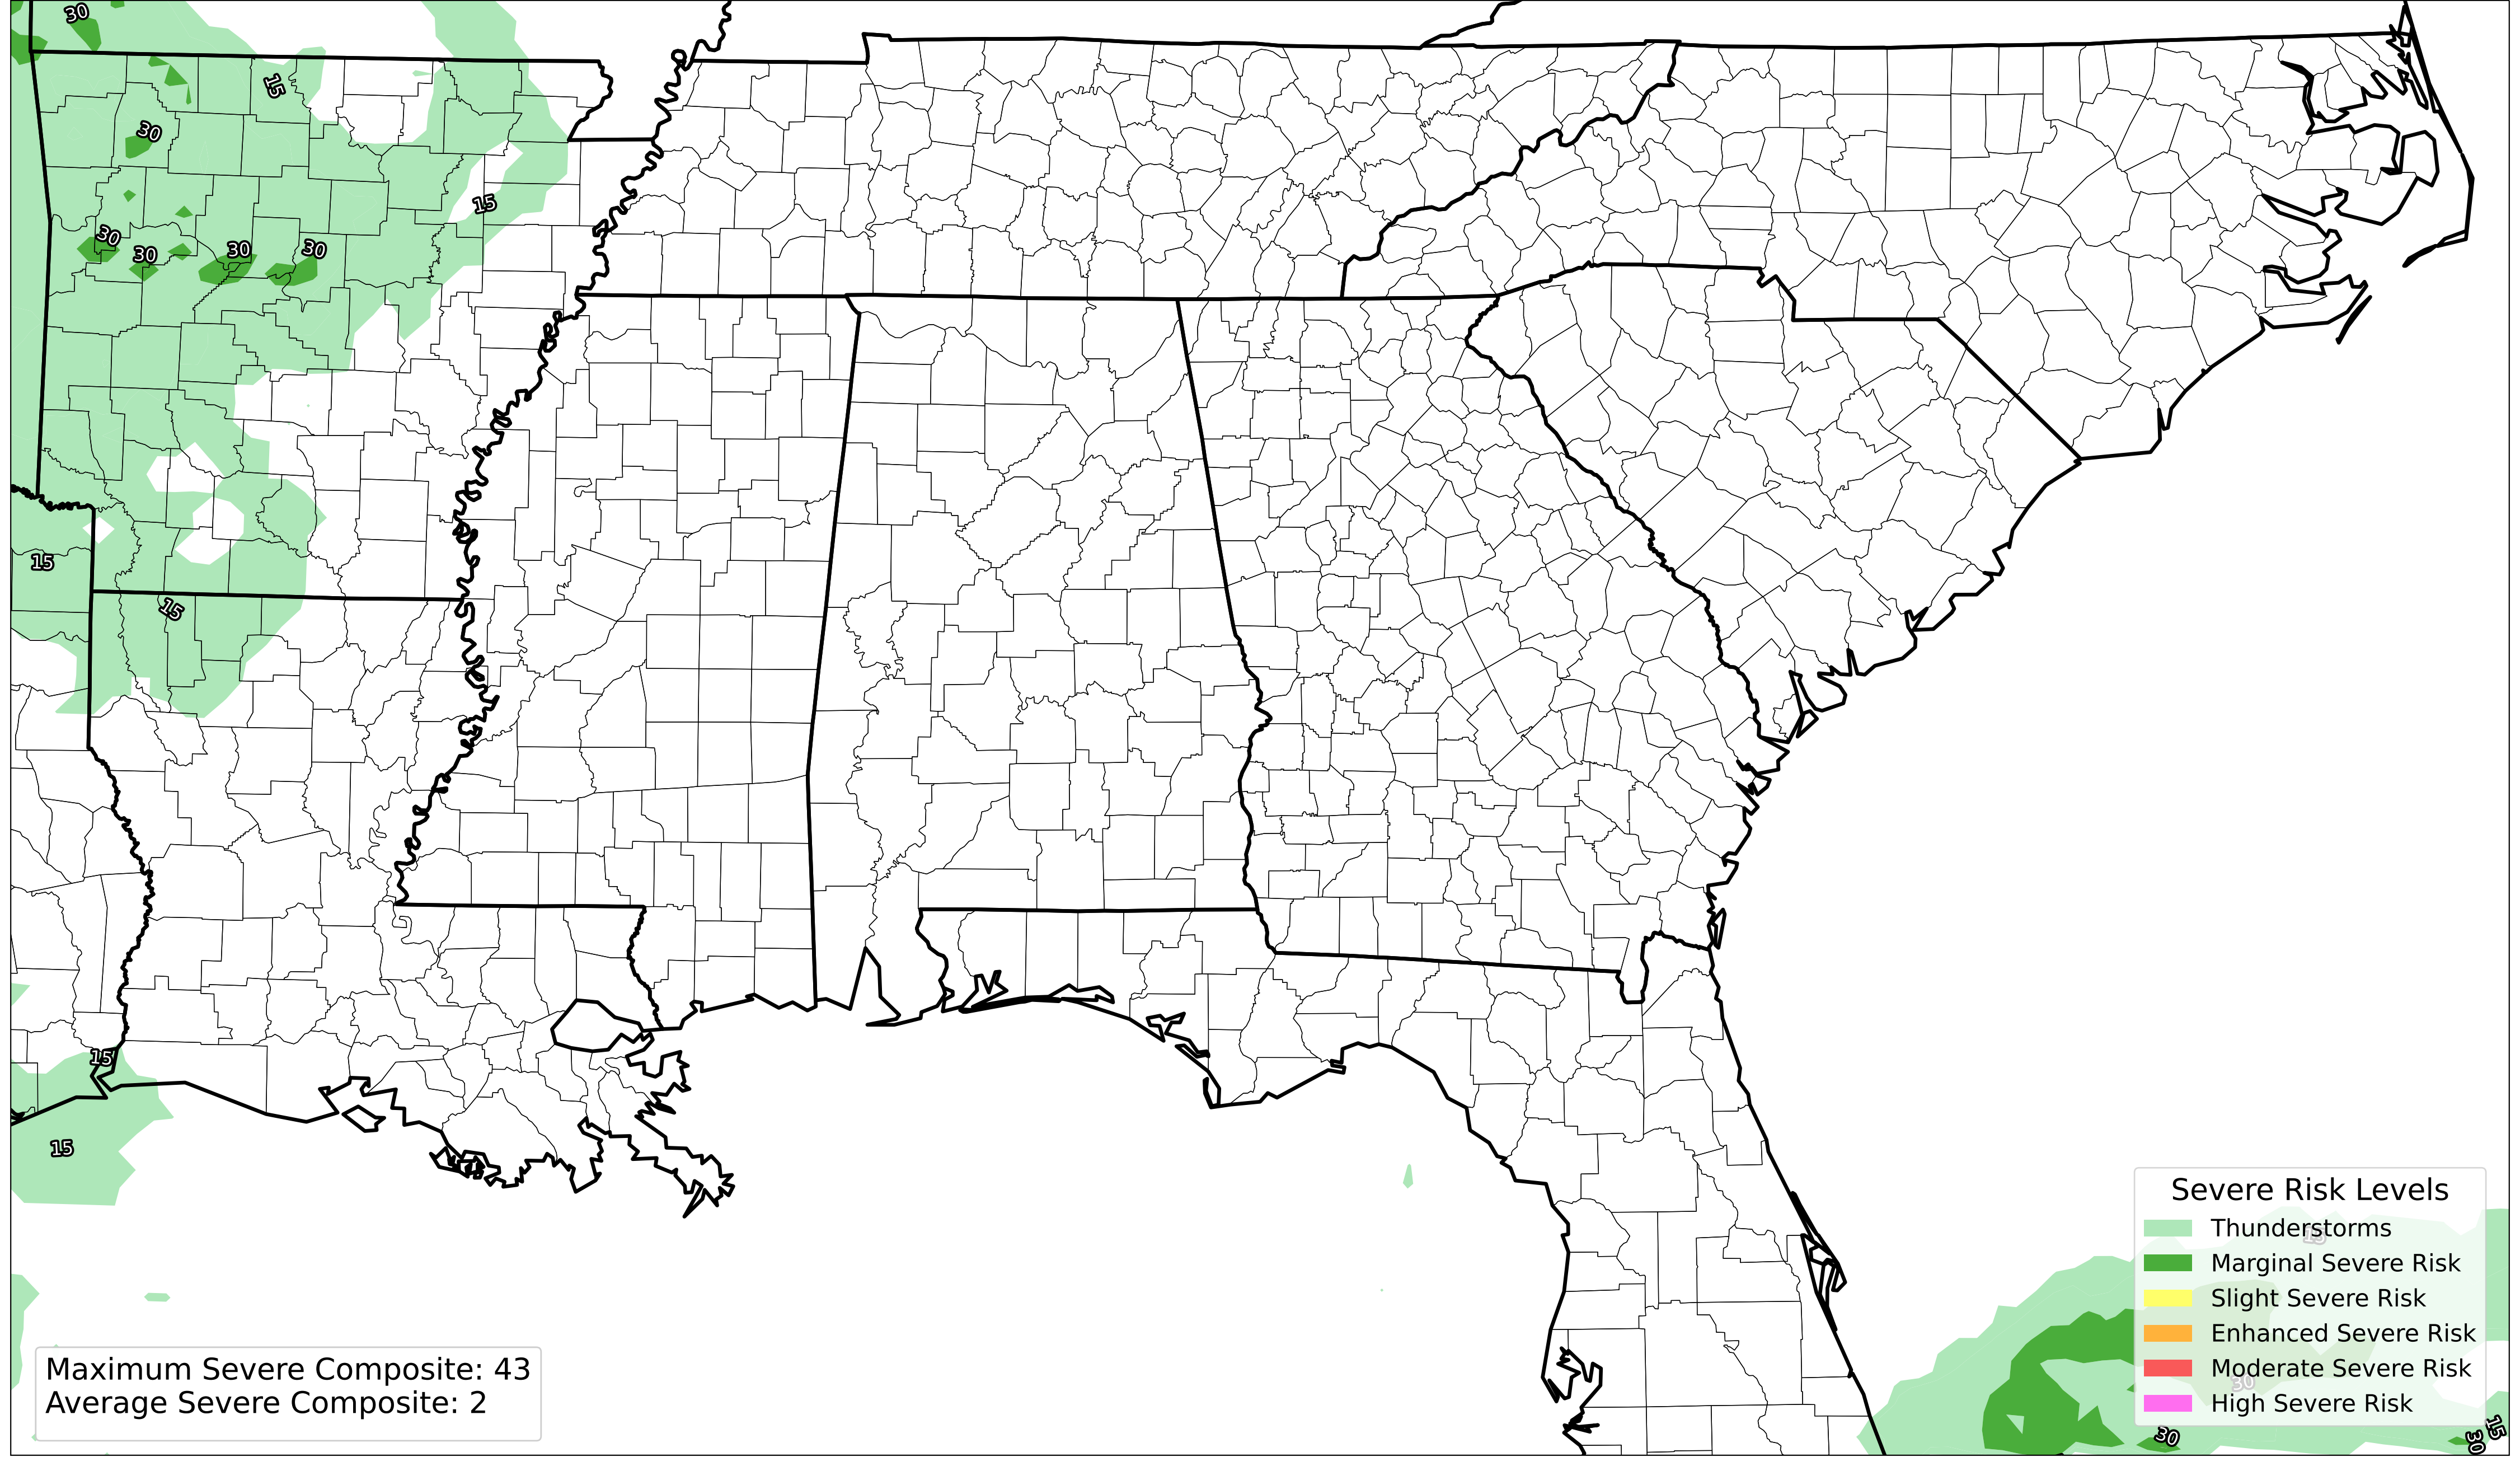 30
15
30
15
30
30
30
30
15
15
15
15
Severe Risk Levels
Thunderstorms
15
Marginal Severe Risk
Slight Severe Risk
Enhanced Severe Risk
Moderate Severe Risk
30
High Severe Risk
Maximum Severe Composite: 43
Average Severe Composite: 2
30
30
15